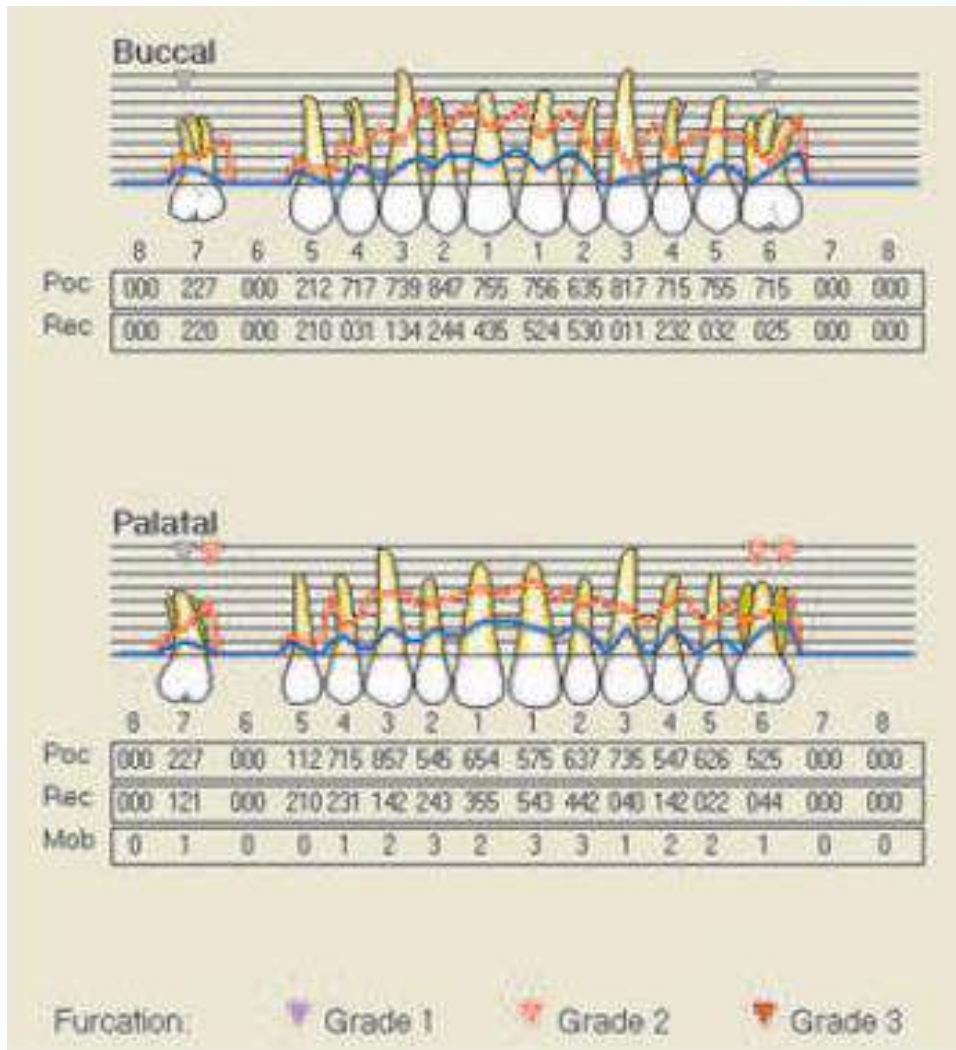 Buccal
8 7 6 5 4 3 2 1 1 2 3 4 5 6 7 8
Poc 000 227 000 212 717 739 847 755 756 635 817 715 755 715 000 000
Rec 000 220 000 210 031 134 244 435 524 530 011 232 032 025 000 000
Palatal
8 7 6 5 4 3 2 1 1 2 3 4 5 6 7 8
Poc 000 227 000 112 715 857 545 654 575 637 735 547 626 525 000 000
Rec 000 121 000 210 231 142 243 355 543 442 040 142 022 044 000 000
Mob 0 1 0 0 1 2 3 2 3 3 1 2 2 1 0 0
Furcation: Grade 1 Grade 2 Grade 3